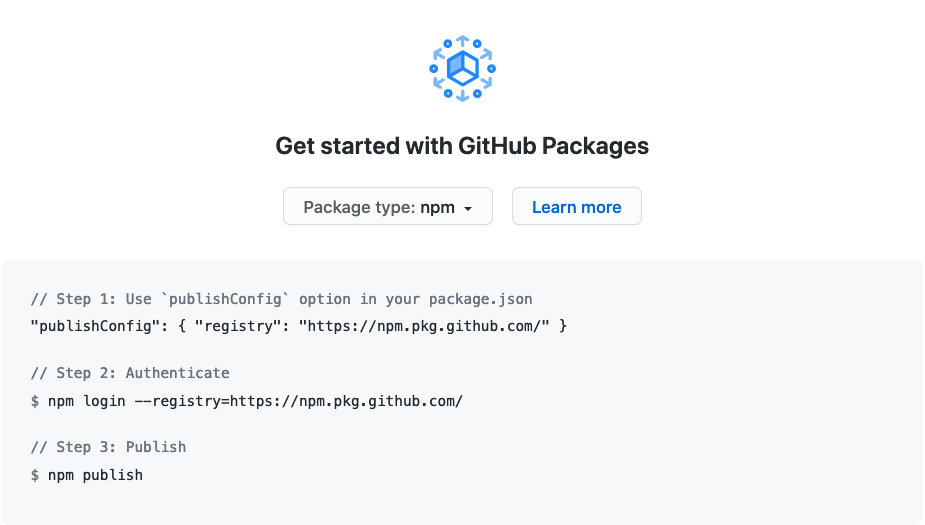 Get started with GitHub Packages
Package type: npm
Learn more
// Step 1: Use `publishConfig` option in your package.json
"publishConfig": { "registry": "https://npm.pkg.github.com/" }
// Step 2: Authenticate
$ npm login --registry=https://npm.pkg.github.com/
// Step 3: Publish
$ npm publish